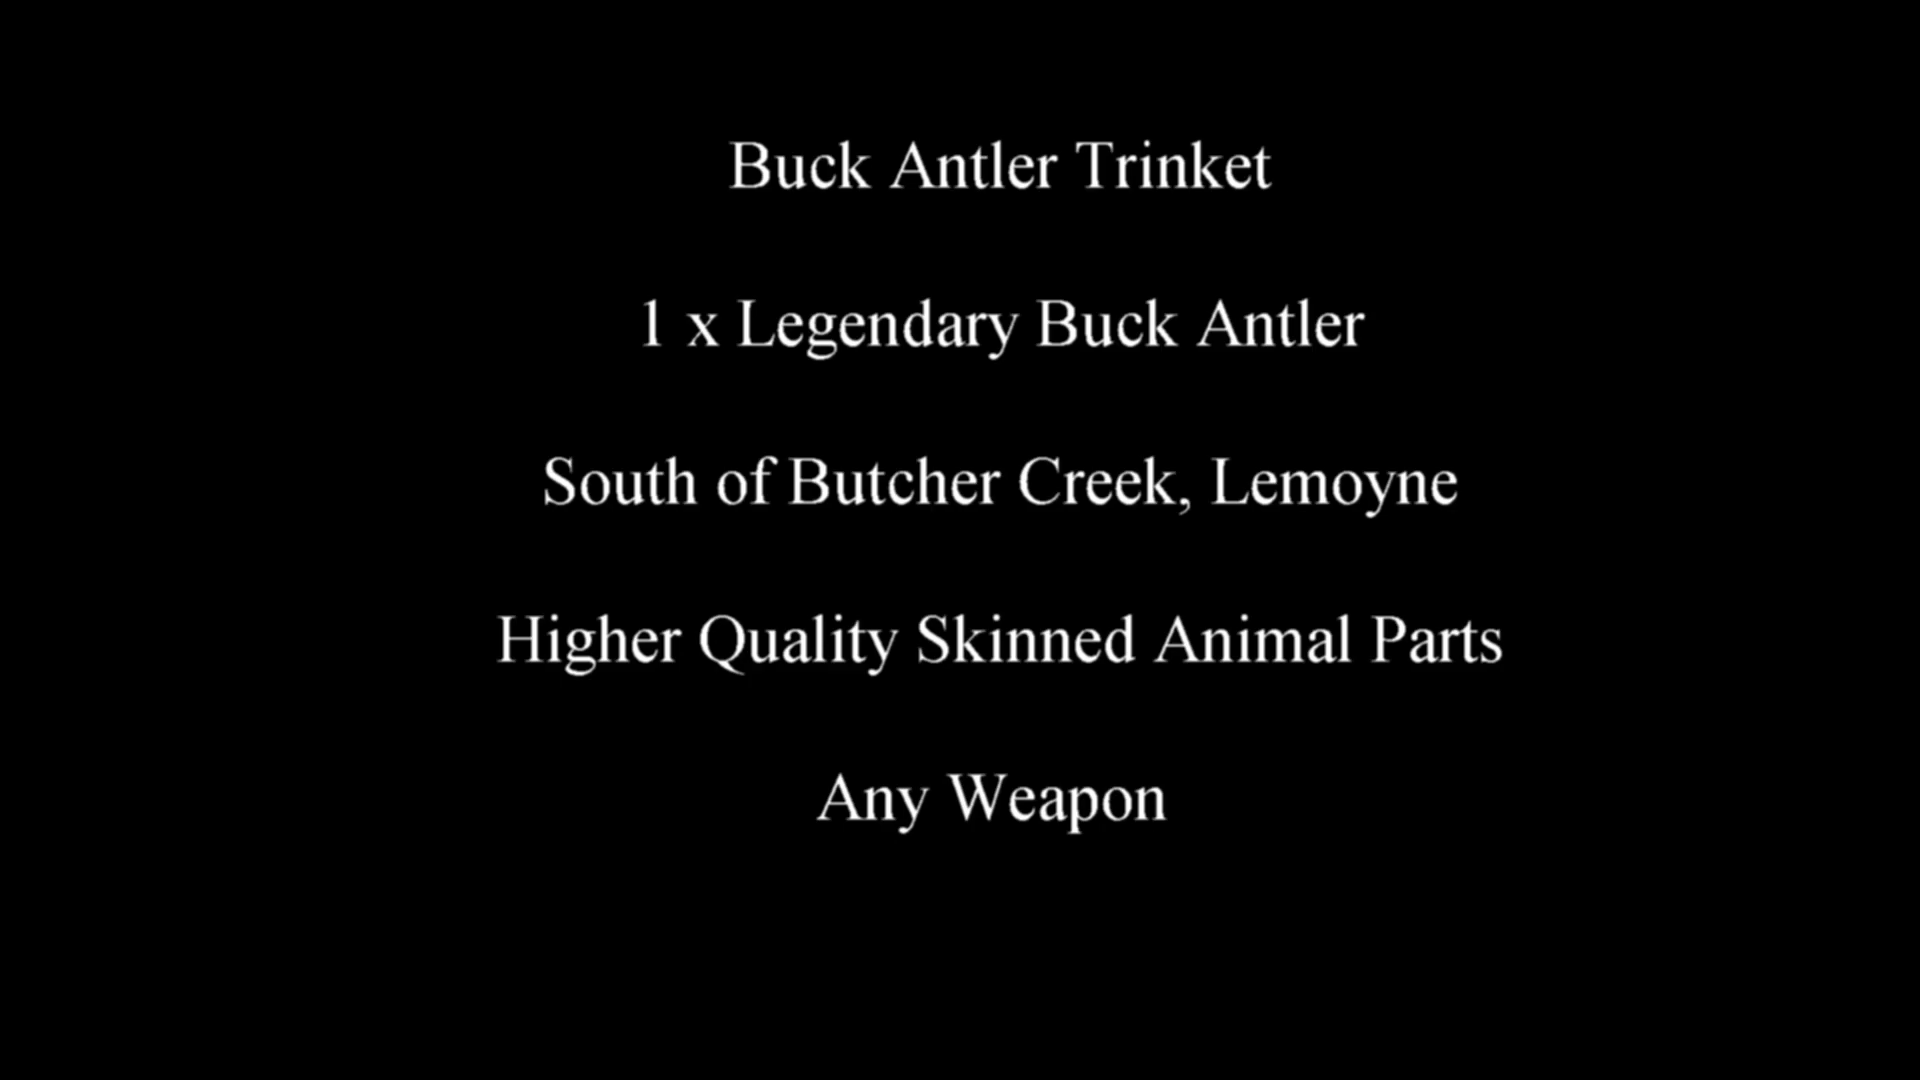 Buck Antler Trinket
1 x Legendary Buck Antler
South of Butcher Creek, Lemoyne
Higher Quality Skinned Animal Parts
Any Weapon